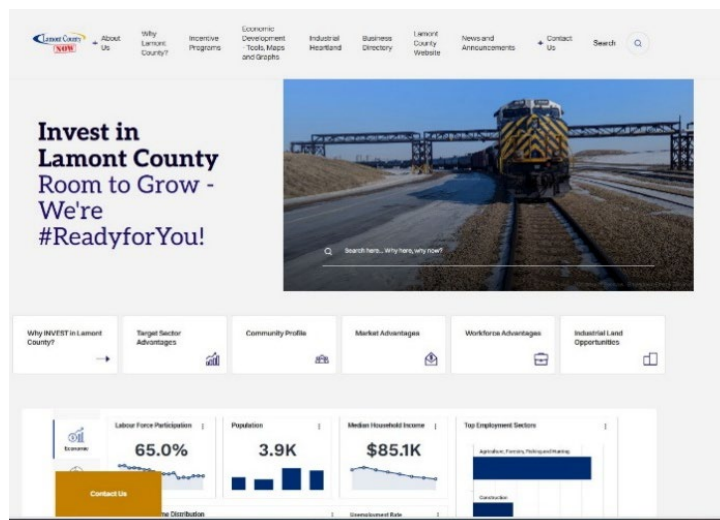 Lamont County
NOW
About
Us
Why
Lamont
County?
Incentive
Programs
Economic
Development
- Tools, Maps
and Graphs
Industrial
Heartland
Business
Directory
Lamont
County
Website
News and
Announcements
Contact
Us
Search
Invest in
Lamont County
Room to Grow -
We're
#ReadyforYou!
Search here... Why here, why now?
Why INVEST in Lamont
County?
Target Sector
Advantages
Community Profile
Market Advantages
Workforce Advantages
Industrial Land
Opportunities
Economic
Labour Force Participation
65.0%
Population
3.9K
Median Household Income
$85.1K
Top Employment Sectors
Agriculture, Forestry, Fishing and Hunting
Construction
Contact Us
me Distribution
Unemployment Rate